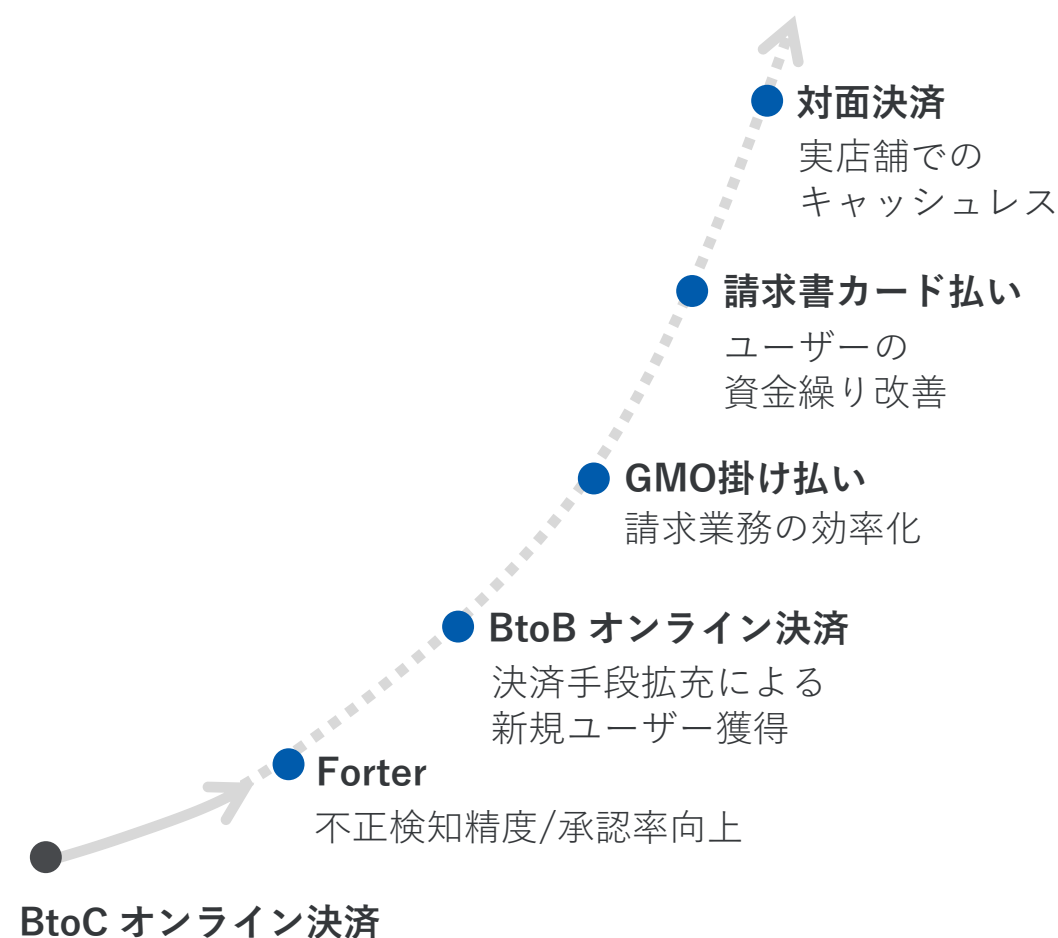 対面決済
実店舗での
キャッシュレス
請求書カード払い
ユーザーの
資金繰り改善
GMO掛け払い
請求業務の効率化
BtoB オンライン決済
決済手段拡充による
新規ユーザー獲得
Forter
不正検知精度/承認率向上
BtoC オンライン決済